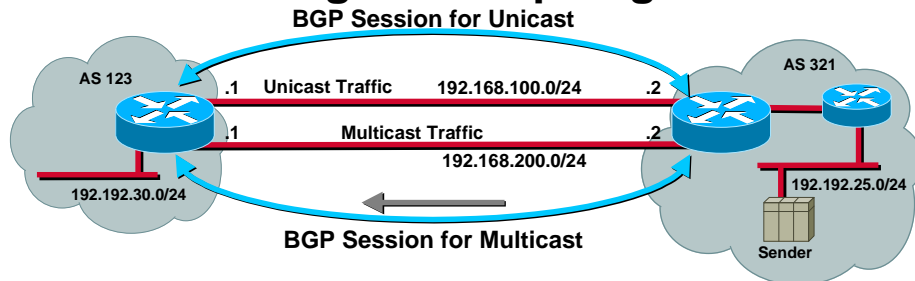 BGP Session for Unicast
AS 123
AS 321
.1 Unicast Traffic 192.168.100.0/24 .2
.1 Multicast Traffic .2
192.168.200.0/24
192.192.30.0/24
192.192.25.0/24
BGP Session for Multicast
Sender